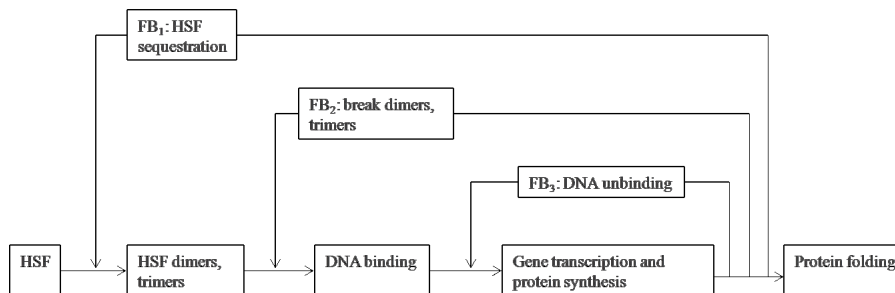 FB₁: HSF
sequestration
FB₂: break dimers,
trimers
FB₃: DNA unbinding
HSF
HSF dimers,
trimers
DNA binding
Gene transcription and
protein synthesis
Protein folding